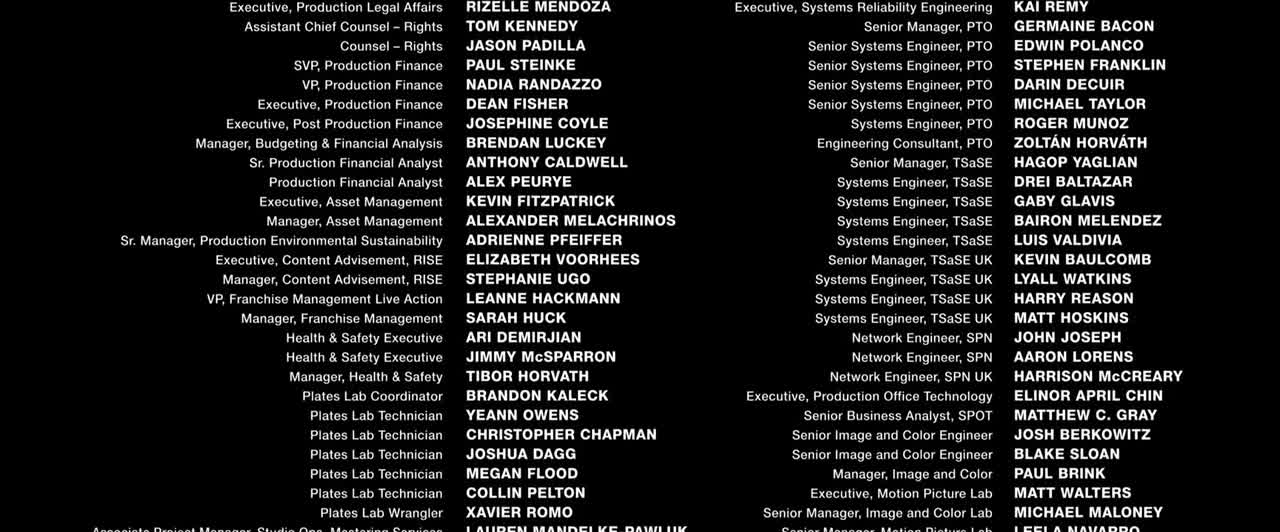 Executive, Production Legal Affairs RIZELLE MENDOZA
Assistant Chief Counsel – Rights TOM KENNEDY
Counsel – Rights JASON PADILLA
SVP, Production Finance PAUL STEINKE
VP, Production Finance NADIA RANDAZZO
Executive, Production Finance DEAN FISHER
Executive, Post Production Finance JOSEPHINE COYLE
Manager, Budgeting & Financial Analysis BRENDAN LUCKEY
Sr. Production Financial Analyst ANTHONY CALDWELL
Production Financial Analyst ALEX PEURYE
Executive, Asset Management KEVIN FITZPATRICK
Manager, Asset Management ALEXANDER MELACHRINOS
Sr. Manager, Production Environmental Sustainability ADRIENNE PFEIFFER
Executive, Content Advisement, RISE ELIZABETH VOORHEES
Manager, Content Advisement, RISE STEPHANIE UGO
VP, Franchise Management Live Action LEANNE HACKMANN
Manager, Franchise Management SARAH HUCK
Health & Safety Executive ARI DEMIRJIAN
Health & Safety Executive JIMMY McSPARRON
Manager, Health & Safety TIBOR HORVATH
Plates Lab Coordinator BRANDON KALECK
Plates Lab Technician YEANN OWENS
Plates Lab Technician CHRISTOPHER CHAPMAN
Plates Lab Technician JOSHUA DAGG
Plates Lab Technician MEGAN FLOOD
Plates Lab Technician COLLIN PELTON
Plates Lab Wrangler XAVIER ROMO
Associate Project Manager, Studio Ops, Mastering Services LAUREN MANDELKE-PAWLUK
Executive, Systems Reliability Engineering KAI REMY
Senior Manager, PTO GERMAINE BACON
Senior Systems Engineer, PTO EDWIN POLANCO
Senior Systems Engineer, PTO STEPHEN FRANKLIN
Senior Systems Engineer, PTO DARIN DECUIR
Senior Systems Engineer, PTO MICHAEL TAYLOR
Systems Engineer, PTO ROGER MUNOZ
Engineering Consultant, PTO ZOLTÁN HORVÁTH
Senior Manager, TSaSE HAGOP YAGLIAN
Systems Engineer, TSaSE DREI BALTAZAR
Systems Engineer, TSaSE GABY GLAVIS
Systems Engineer, TSaSE BAIRON MELENDEZ
Systems Engineer, TSaSE LUIS VALDIVIA
Senior Manager, TSaSE UK KEVIN BAULCOMB
Systems Engineer, TSaSE UK LYALL WATKINS
Systems Engineer, TSaSE UK HARRY REASON
Systems Engineer, TSaSE UK MATT HOSKINS
Network Engineer, SPN JOHN JOSEPH
Network Engineer, SPN AARON LORENS
Network Engineer, SPN UK HARRISON McCREARY
Executive, Production Office Technology ELINOR APRIL CHIN
Senior Business Analyst, SPOT MATTHEW C. GRAY
Senior Image and Color Engineer JOSH BERKOWITZ
Senior Image and Color Engineer BLAKE SLOAN
Manager, Image and Color PAUL BRINK
Executive, Motion Picture Lab MATT WALTERS
Senior Manager, Image and Color Lab MICHAEL MALONEY
Senior Manager, Motion Picture Lab LEELA NAVARRO